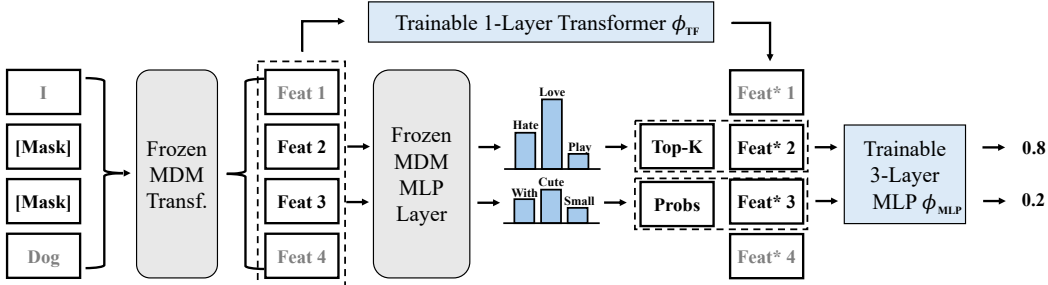 Trainable 1-Layer Transformer ϕTF
I
[Mask]
[Mask]
Dog
Frozen
MDM
Transf.
Feat 1
Feat 2
Feat 3
Feat 4
Frozen
MDM
MLP
Layer
Love
Hate
Play
Cute
With
Small
Top-K
Probs
Feat* 1
Feat* 2
Feat* 3
Feat* 4
Trainable
3-Layer
MLP ϕMLP
0.8
0.2